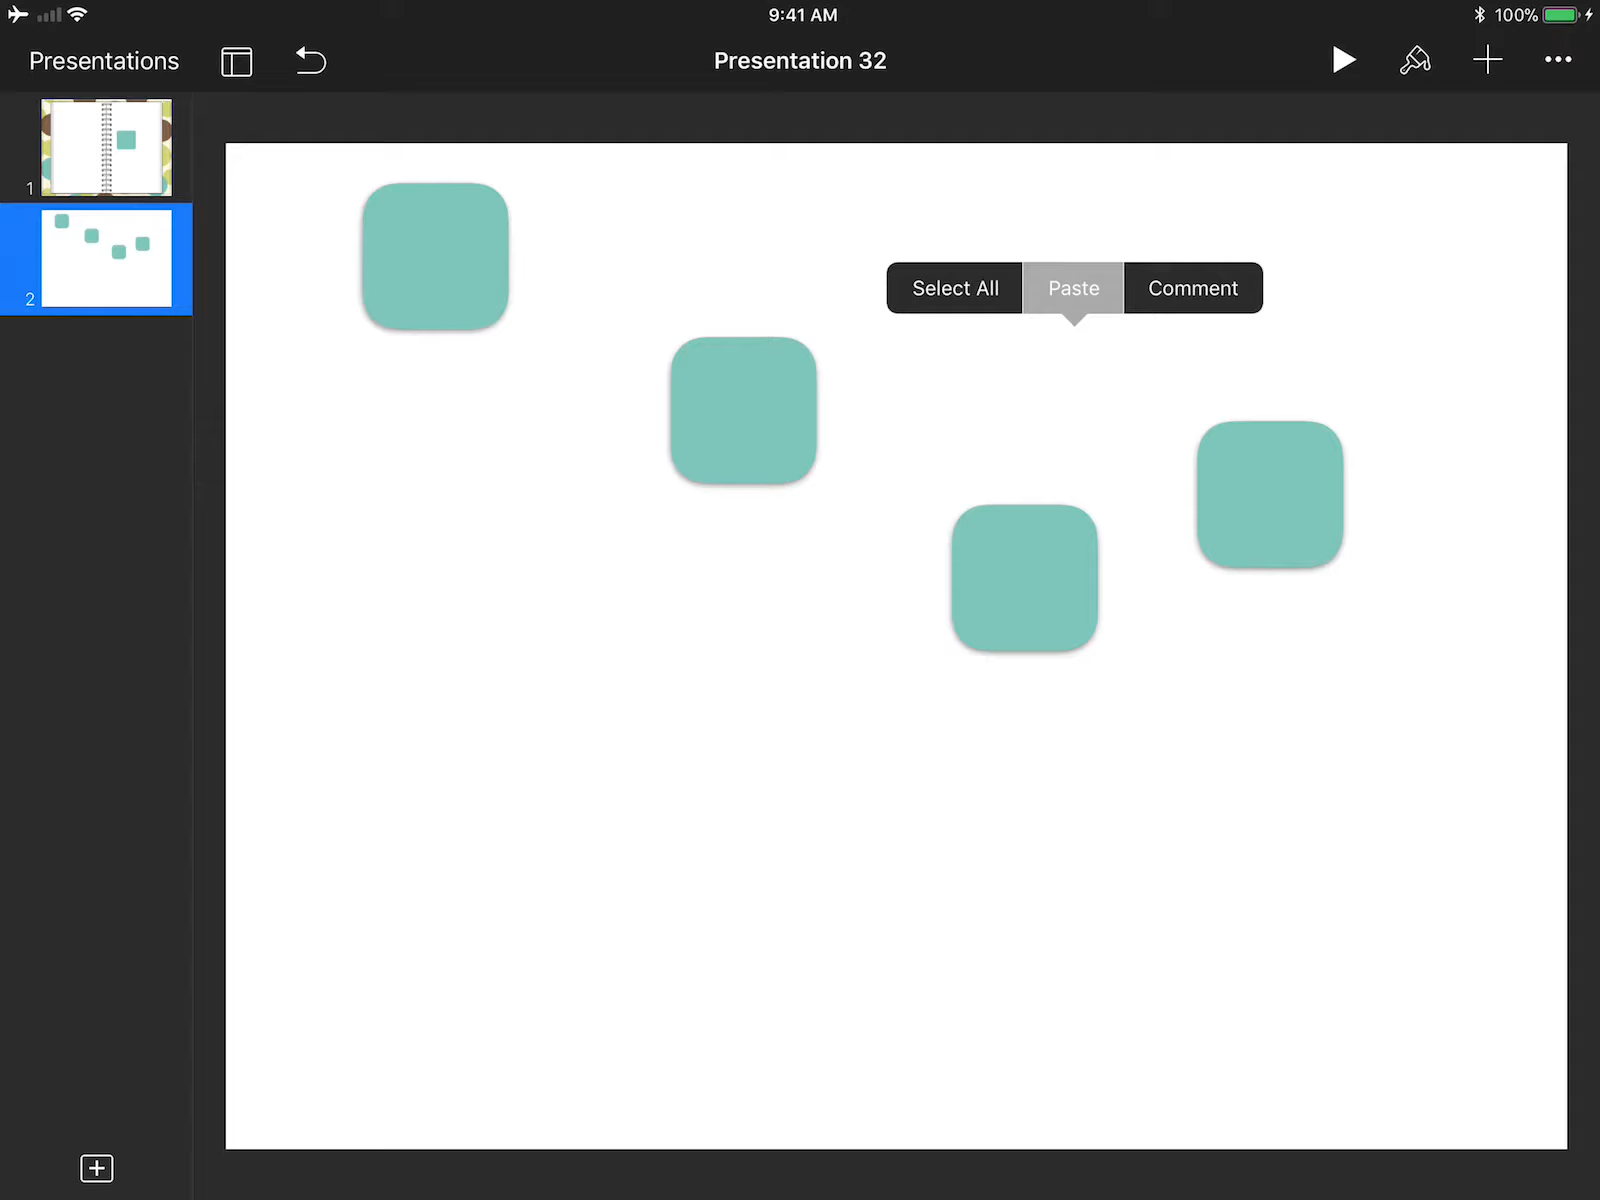 9:41 AM
100%
Presentations
Presentation 32
1
2
Select All
Paste
Comment